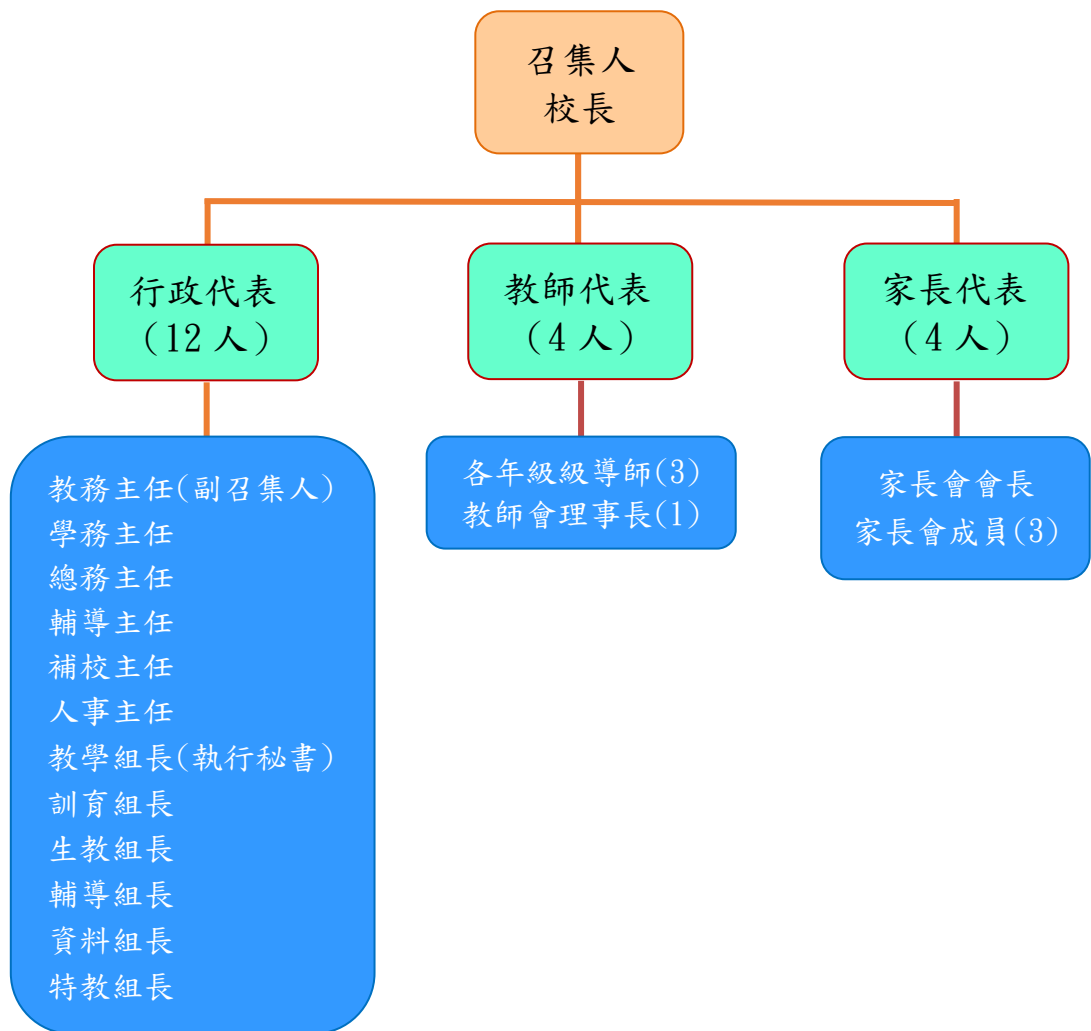 召集人
校長
行政代表
(12人)
教師代表
(4人)
家長代表
(4人)
教務主任(副召集人)
學務主任
總務主任
輔導主任
補校主任
人事主任
教學組長(執行秘書)
訓育組長
生教組長
輔導組長
資料組長
特教組長
各年級級導師(3)
教師會理事長(1)
家長會會長
家長會成員(3)